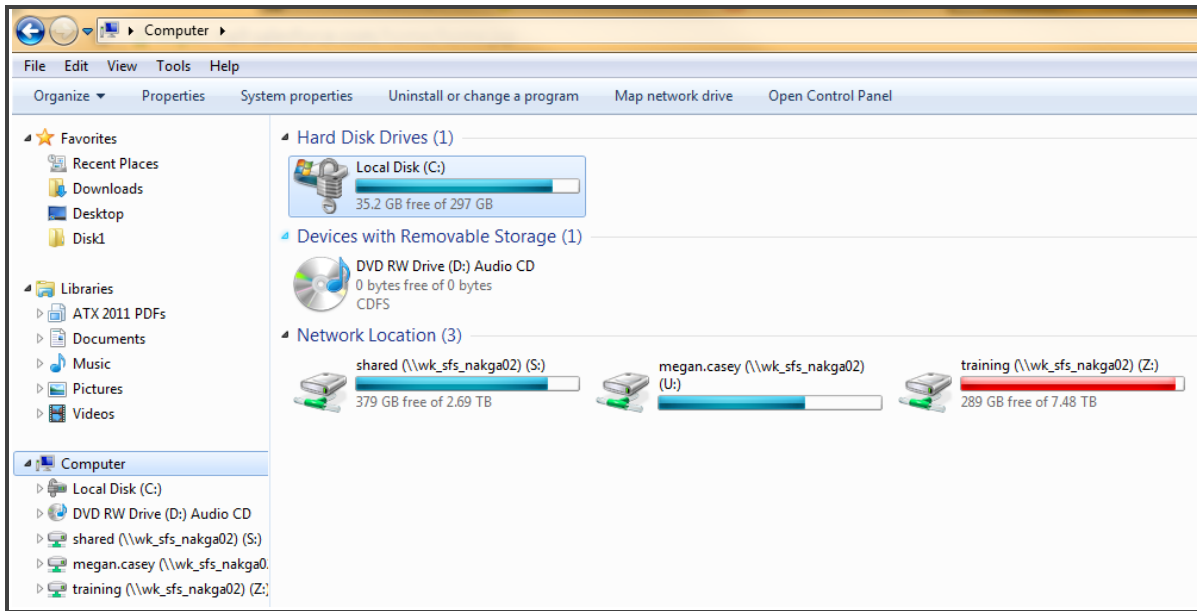 Computer
File Edit View Tools Help
Organize Properties System properties Uninstall or change a program Map network drive Open Control Panel
Favorites
Recent Places
Downloads
Desktop
Disk1
Libraries
ATX 2011 PDFs
Documents
Music
Pictures
Videos
Computer
Local Disk (C:)
DVD RW Drive (D:) Audio CD
shared (\\wk_sfs_nakga02) (S:)
megan.casey (\\wk_sfs_nakga0
training (\\wk_sfs_nakga02) (Z:)
Hard Disk Drives (1)
Local Disk (C:)
35.2 GB free of 297 GB
Devices with Removable Storage (1)
DVD RW Drive (D:) Audio CD
0 bytes free of 0 bytes
CDFS
Network Location (3)
shared (\\wk_sfs_nakga02) (S:)
379 GB free of 2.69 TB
megan.casey (\\wk_sfs_nakga02)
(U:)
training (\\wk_sfs_nakga02) (Z:)
289 GB free of 7.48 TB